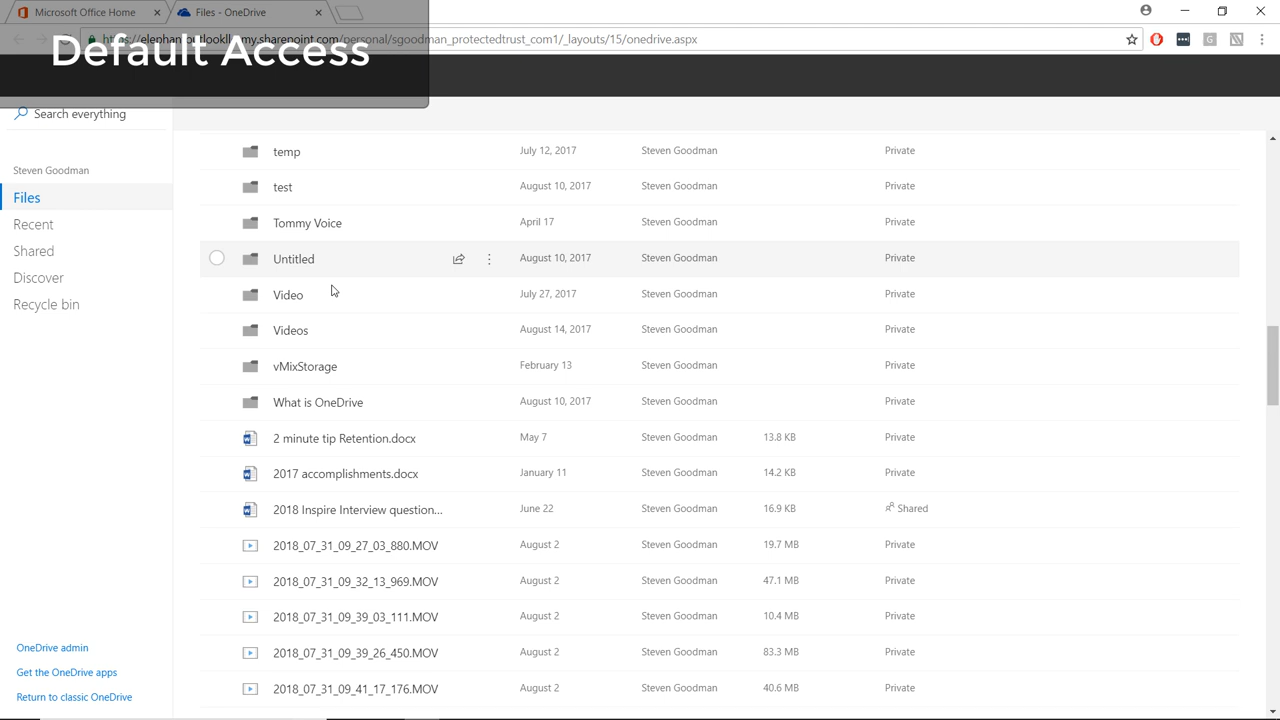 Microsoft Office Home
Files - OneDrive
Default Access
/personal/sgoodman_protectedtrust_com1/_layouts/15/onedrive.aspx
Search everything
Steven Goodman
Files
Recent
Shared
Discover
Recycle bin
temp July 12, 2017 Steven Goodman Private
test August 10, 2017 Steven Goodman Private
Tommy Voice April 17 Steven Goodman Private
Untitled August 10, 2017 Steven Goodman Private
Video July 27, 2017 Steven Goodman Private
Videos August 14, 2017 Steven Goodman Private
vMixStorage February 13 Steven Goodman Private
What is OneDrive August 10, 2017 Steven Goodman Private
2 minute tip Retention.docx May 7 Steven Goodman 13.8 KB Private
2017 accomplishments.docx January 11 Steven Goodman 14.2 KB Private
2018 Inspire Interview question... June 22 Steven Goodman 16.9 KB Shared
2018_07_31_09_27_03_880.MOV August 2 Steven Goodman 19.7 MB Private
2018_07_31_09_32_13_969.MOV August 2 Steven Goodman 47.1 MB Private
2018_07_31_09_39_03_111.MOV August 2 Steven Goodman 10.4 MB Private
2018_07_31_09_39_26_450.MOV August 2 Steven Goodman 83.3 MB Private
2018_07_31_09_41_17_176.MOV August 2 Steven Goodman 40.6 MB Private
OneDrive admin
Get the OneDrive apps
Return to classic OneDrive